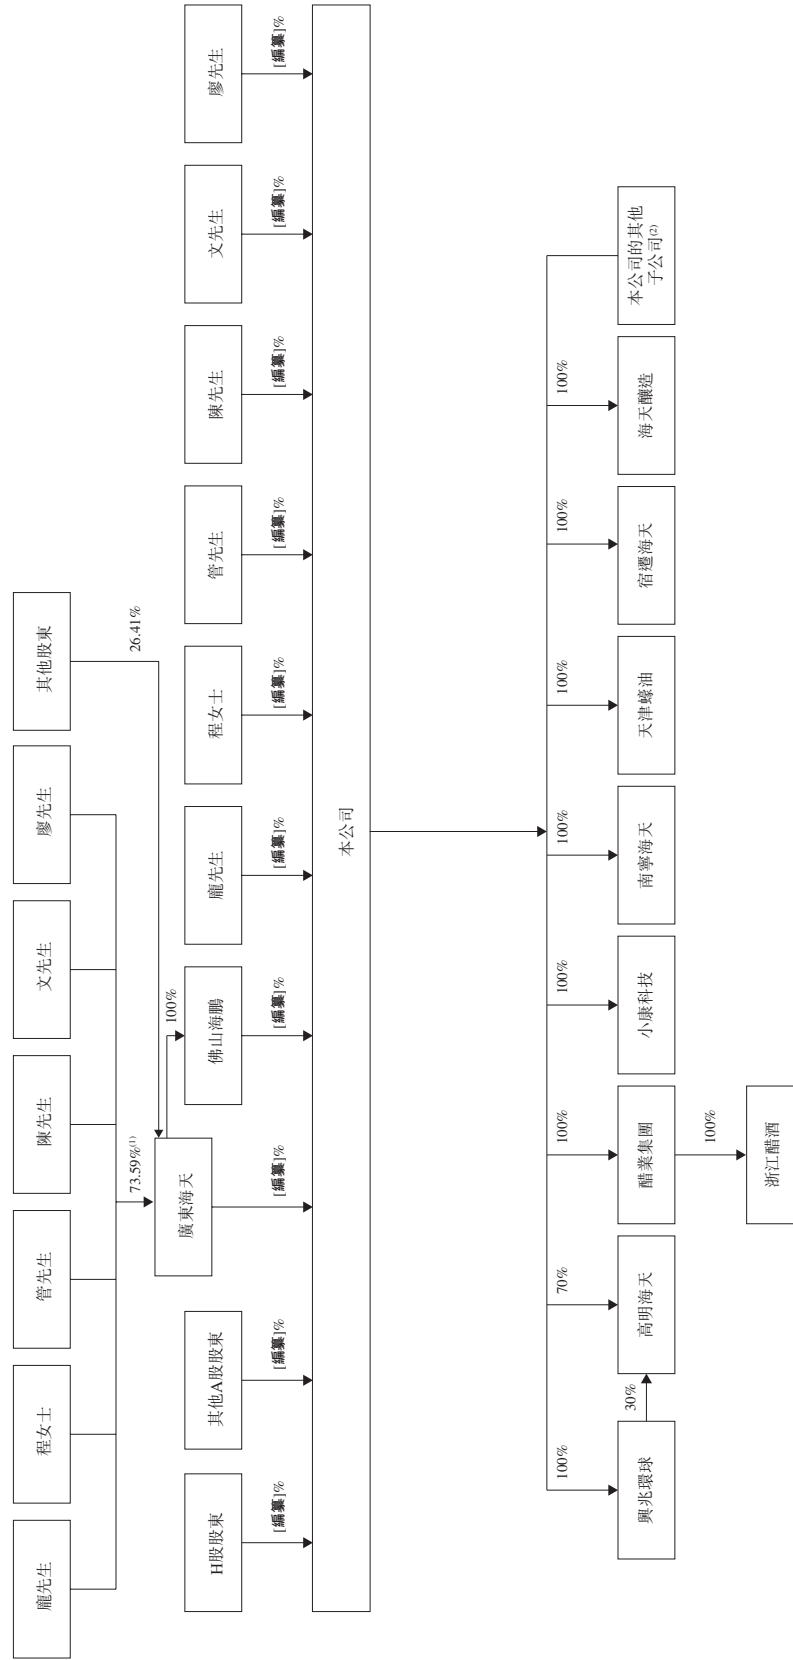 龐先生
程女士
管先生
陳先生
文先生
廖先生
其他股東
73.59%(1)
26.41%
廣東海天
100%
H股股東
其他A股股東
佛山海鵬
龐先生
程女士
管先生
陳先生
文先生
廖先生
[編纂]%
[編纂]%
[編纂]%
[編纂]%
[編纂]%
[編纂]%
[編纂]%
[編纂]%
[編纂]%
[編纂]%
本公司
100%
70%
100%
100%
100%
100%
100%
100%
興兆環球
30%
高明海天
醋業集團
小康科技
南寧海天
天津蠔油
宿遷海天
海天釀造
本公司的其他
子公司(2)
100%
浙江醋酒